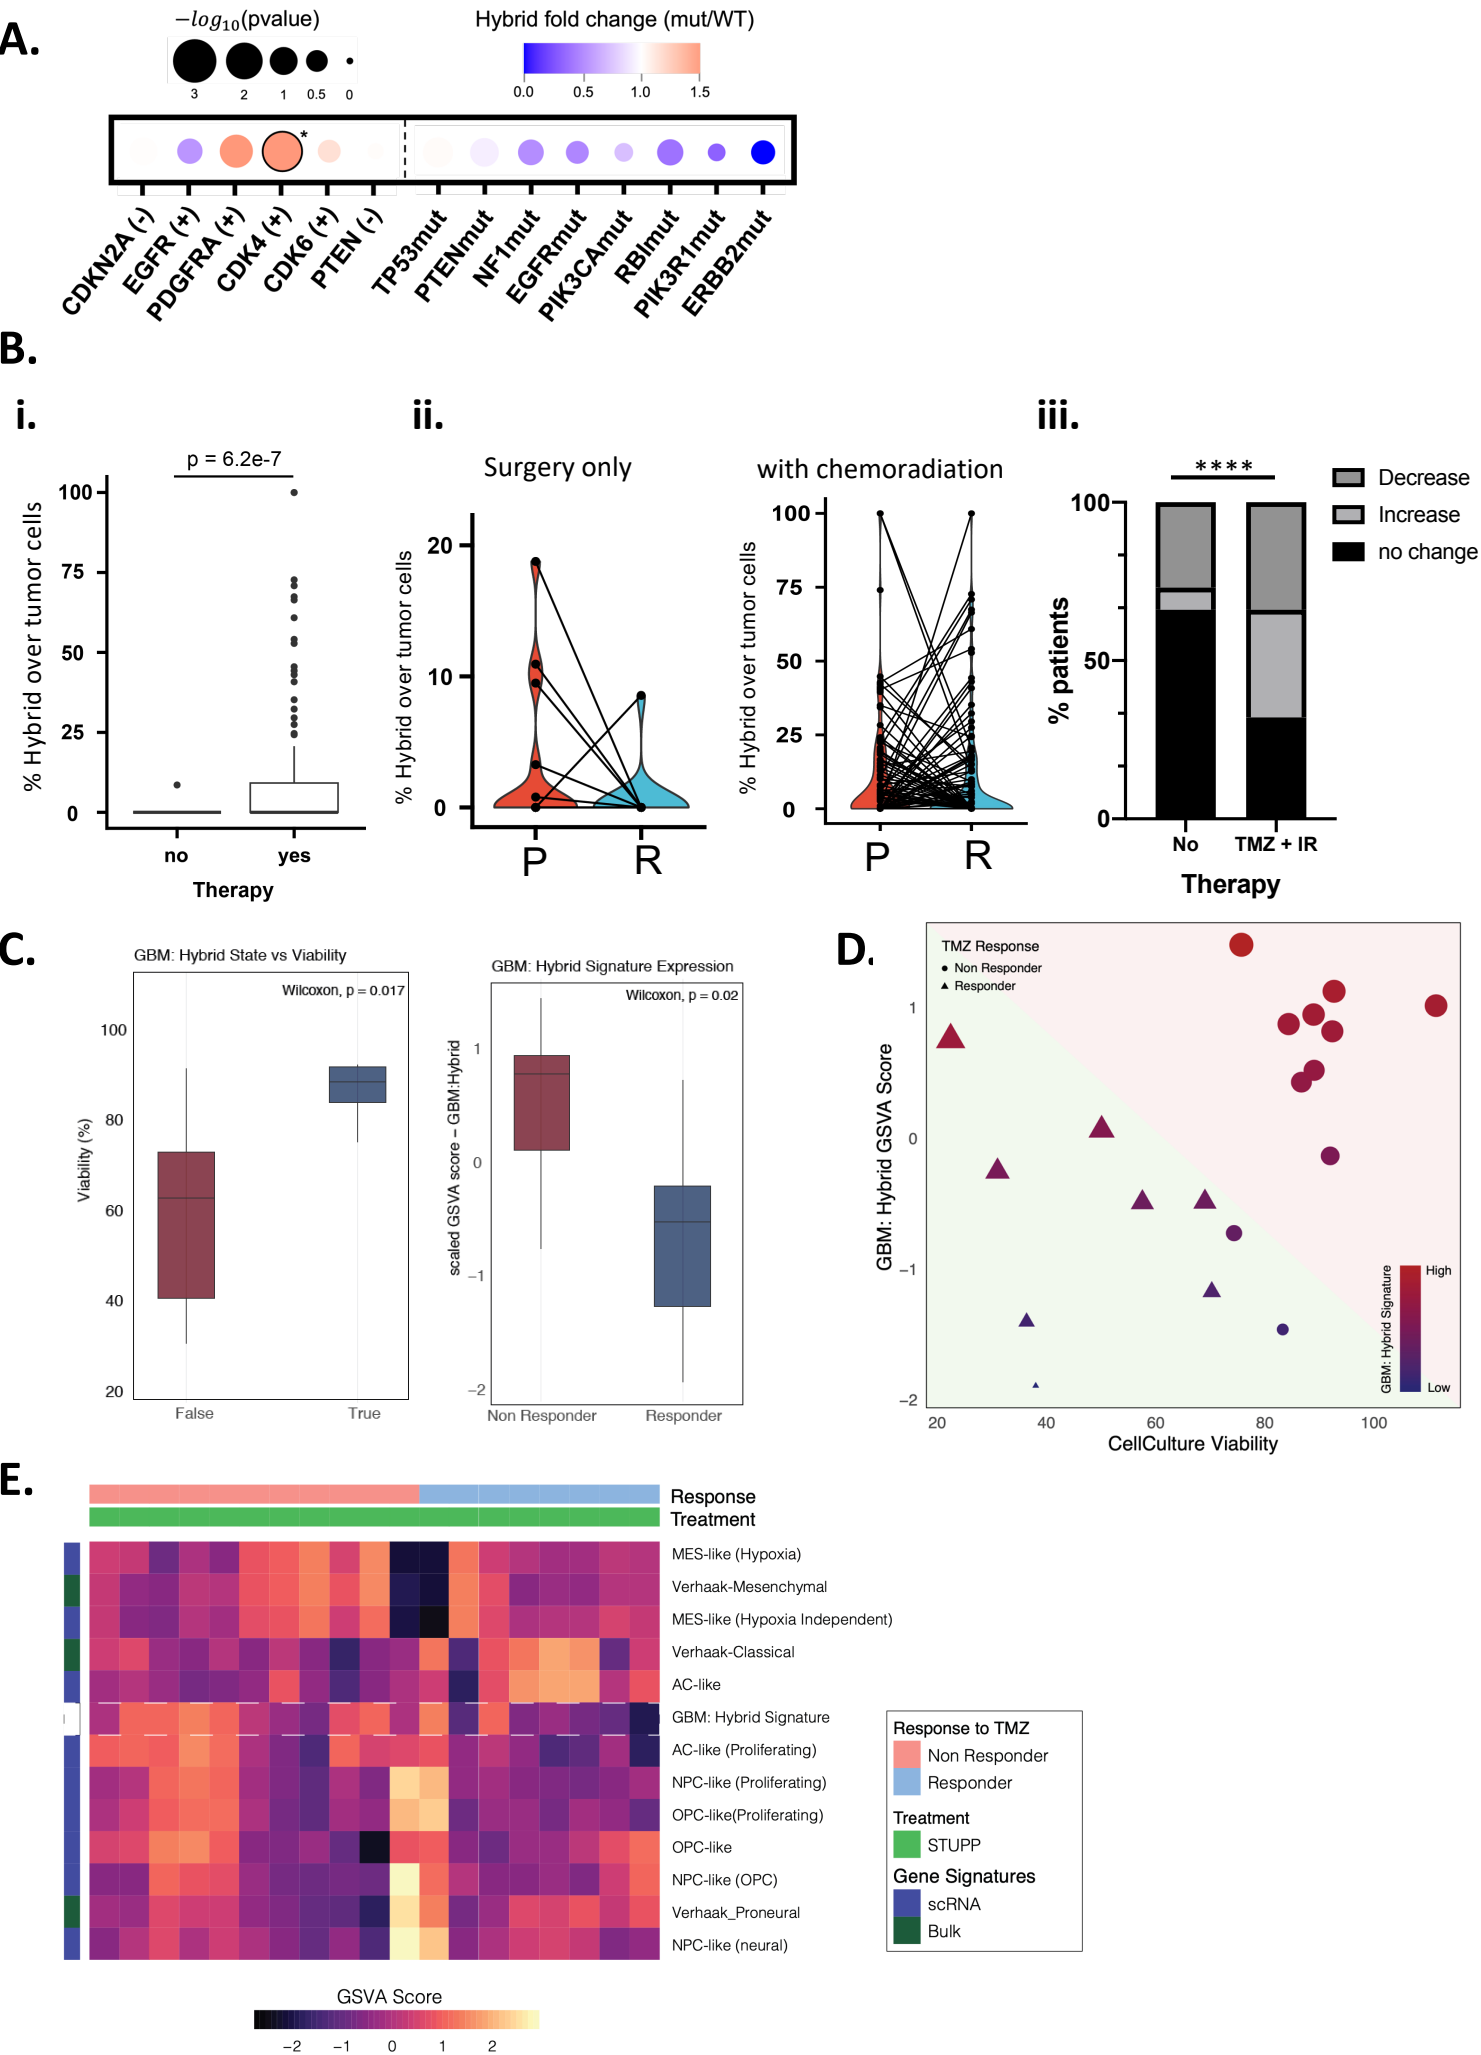 A.
−log10(pvalue)
3 2 1 0.5 0
Hybrid fold change (mut/WT)
0.0 0.5 1.0 1.5
*
CDKN2A (-)
EGFR (+)
PDGFRA (+)
CDK4 (+)
CDK6 (+)
PTEN (-)
TP53mut
PTENmut
NF1mut
EGFRmut
PIK3CAmut
RBImut
PIK3R1mut
ERBB2mut
B.
i.
p = 6.2e-7
% Hybrid over tumor cells
100
75
50
25
0
no yes
Therapy
ii.
Surgery only
% Hybrid over tumor cells
20
10
0
P R
with chemoradiation
% Hybrid over tumor cells
100
75
50
25
0
P R
iii.
****
Decrease
Increase
no change
% patients
100
50
0
No TMZ + IR
Therapy
C.
GBM: Hybrid State vs Viability
Wilcoxon, p = 0.017
Viability (%)
100
80
60
40
20
False True
GBM: Hybrid Signature Expression
Wilcoxon, p = 0.02
scaled GSVA score − GBM:Hybrid
1
0
−1
−2
Non Responder Responder
D.
TMZ Response
Non Responder
Responder
GBM: Hybrid GSVA Score
1
0
−1
−2
20 40 60 80 100
CellCulture Viability
GBM: Hybrid Signature
High
Low
E.
Response
Treatment
MES-like (Hypoxia)
Verhaak-Mesenchymal
MES-like (Hypoxia Independent)
Verhaak-Classical
AC-like
GBM: Hybrid Signature
AC-like (Proliferating)
NPC-like (Proliferating)
OPC-like(Proliferating)
OPC-like
NPC-like (OPC)
Verhaak_Proneural
NPC-like (neural)
Response to TMZ
Non Responder
Responder
Treatment
STUPP
Gene Signatures
scRNA
Bulk
GSVA Score
−2 −1 0 1 2